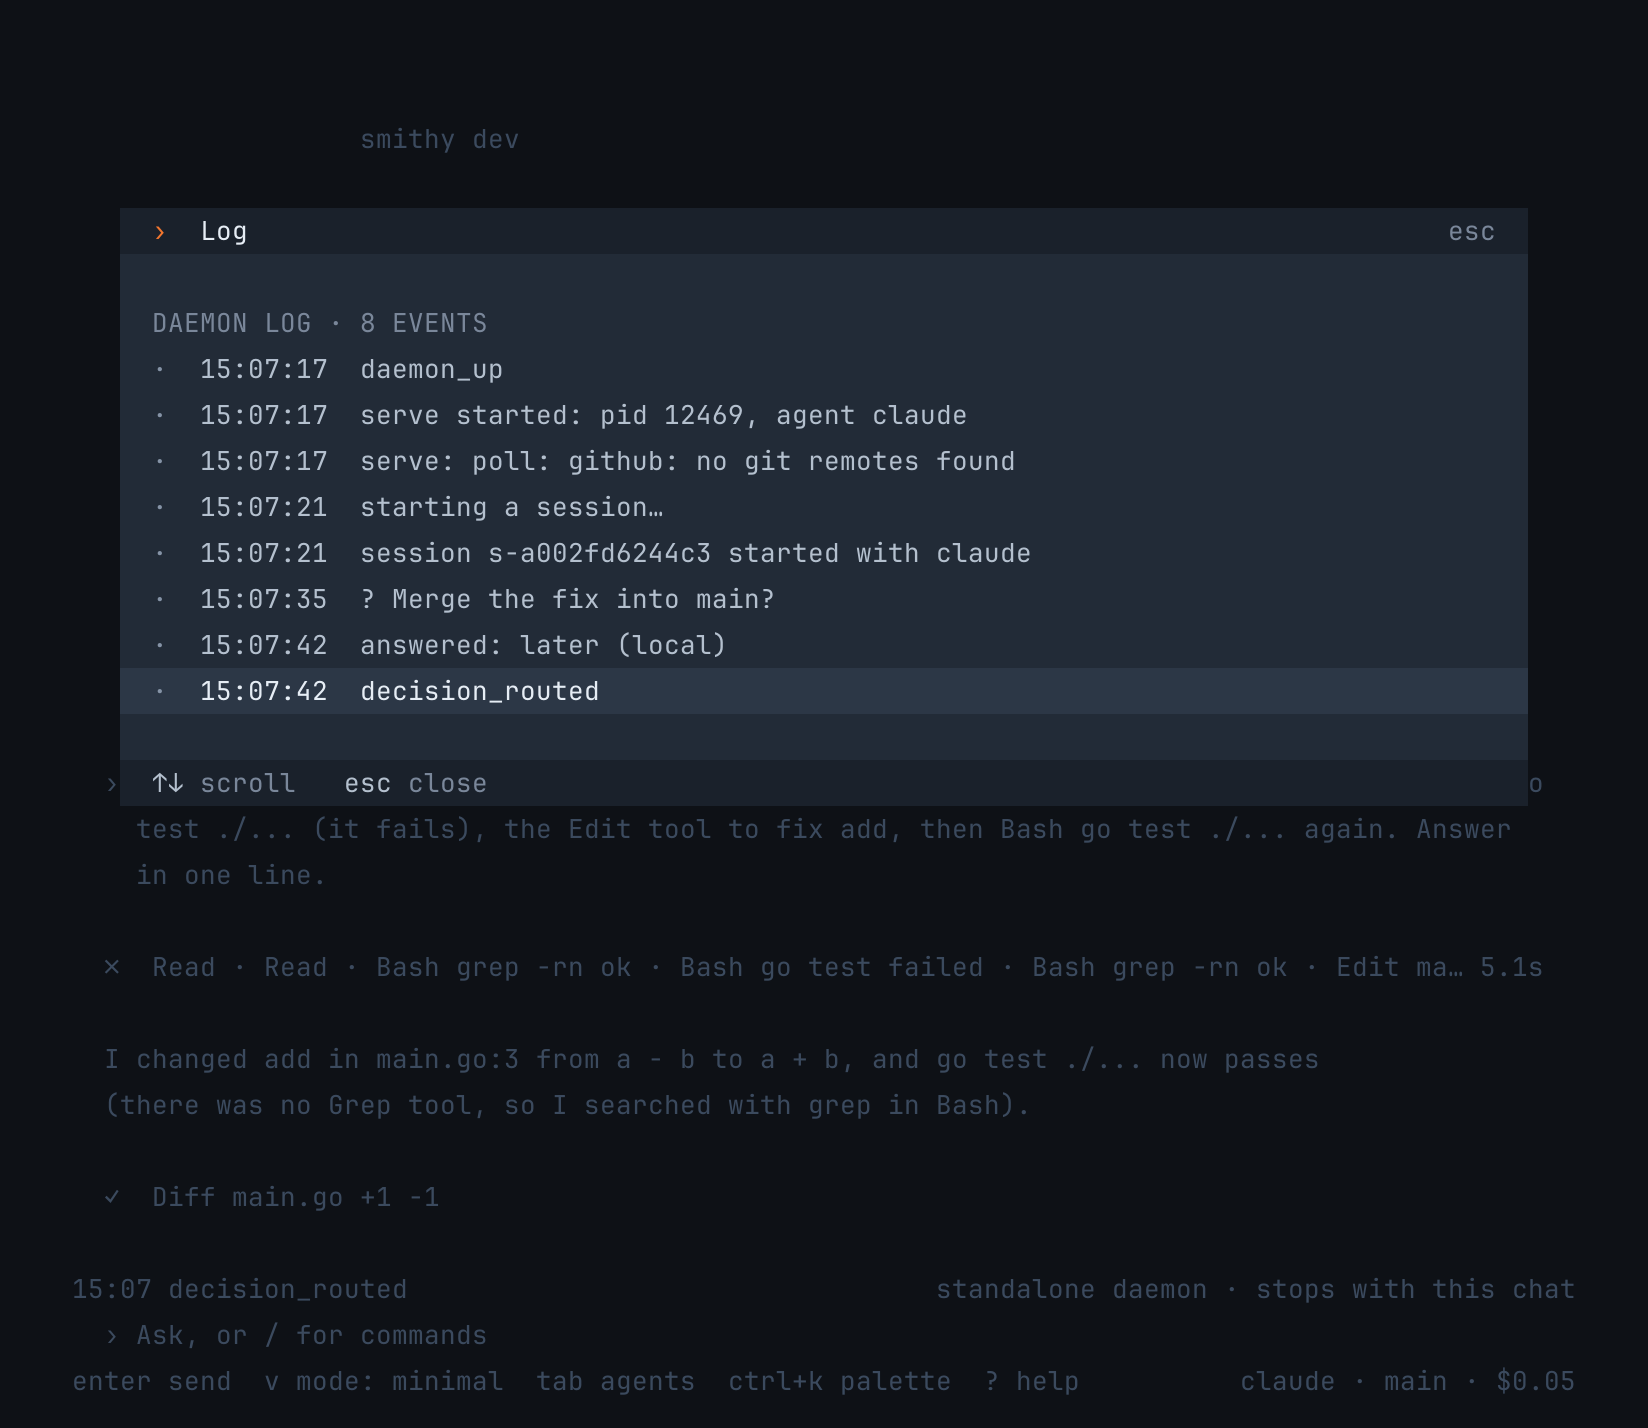 smithy dev
› Log esc
DAEMON LOG · 8 EVENTS
· 15:07:17 daemon_up
· 15:07:17 serve started: pid 12469, agent claude
· 15:07:17 serve: poll: github: no git remotes found
· 15:07:21 starting a session…
· 15:07:21 session s-a002fd6244c3 started with claude
· 15:07:35 ? Merge the fix into main?
· 15:07:42 answered: later (local)
· 15:07:42 decision_routed
› ↑↓ scroll esc close o
test ./... (it fails), the Edit tool to fix add, then Bash go test ./... again. Answer
in one line.
× Read · Read · Bash grep -rn ok · Bash go test failed · Bash grep -rn ok · Edit ma… 5.1s
I changed add in main.go:3 from a - b to a + b, and go test ./... now passes
(there was no Grep tool, so I searched with grep in Bash).
✓ Diff main.go +1 -1
15:07 decision_routed standalone daemon · stops with this chat
› Ask, or / for commands
enter send v mode: minimal tab agents ctrl+k palette ? help claude · main · $0.05